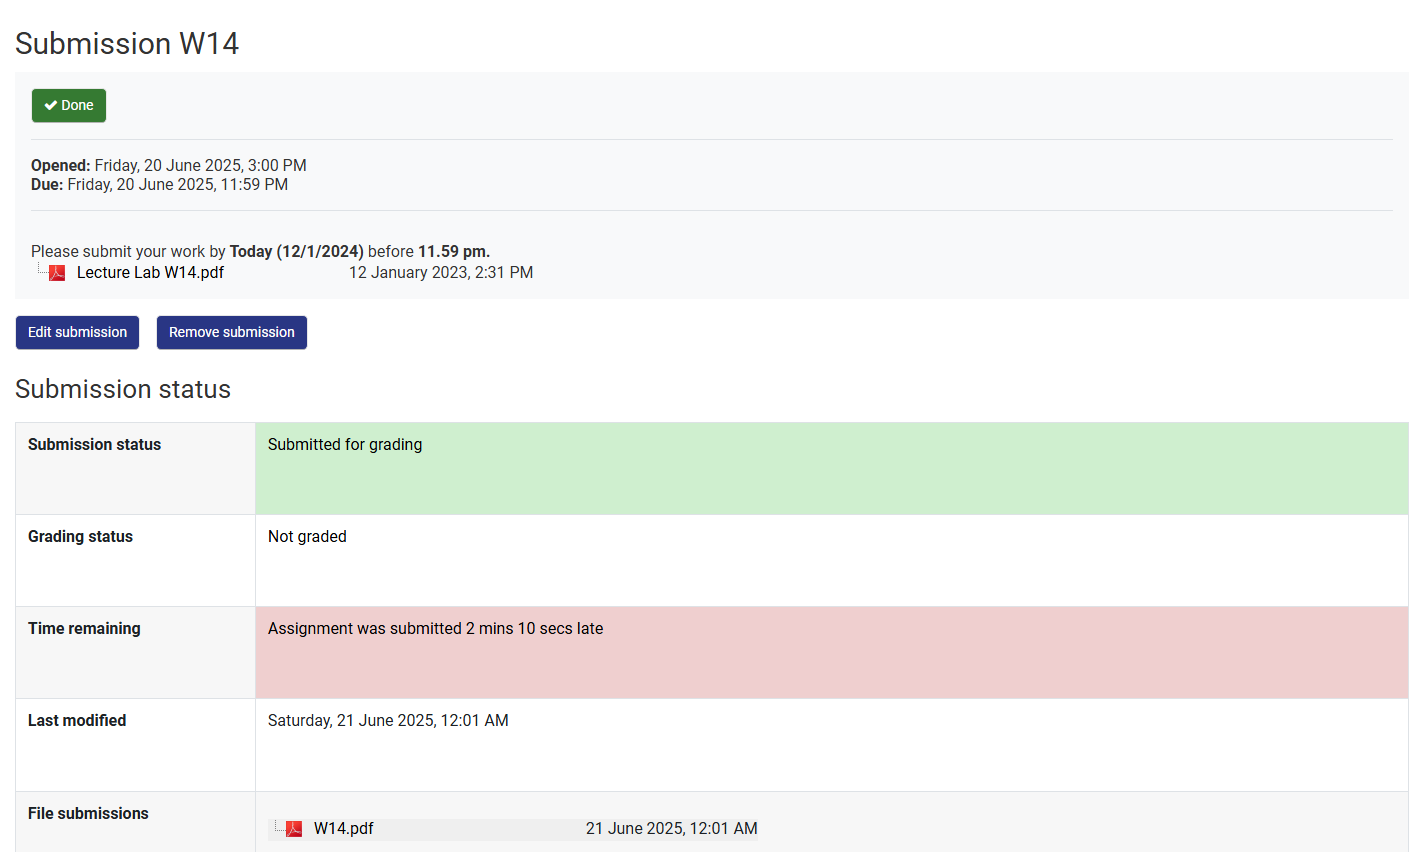 Submission W14
Done
Opened: Friday, 20 June 2025, 3:00 PM
Due: Friday, 20 June 2025, 11:59 PM
Please submit your work by Today (12/1/2024) before 11.59 pm.
Lecture Lab W14.pdf 12 January 2023, 2:31 PM
Edit submission Remove submission
Submission status
Submission status Submitted for grading
Grading status Not graded
Time remaining Assignment was submitted 2 mins 10 secs late
Last modified Saturday, 21 June 2025, 12:01 AM
File submissions
W14.pdf 21 June 2025, 12:01 AM